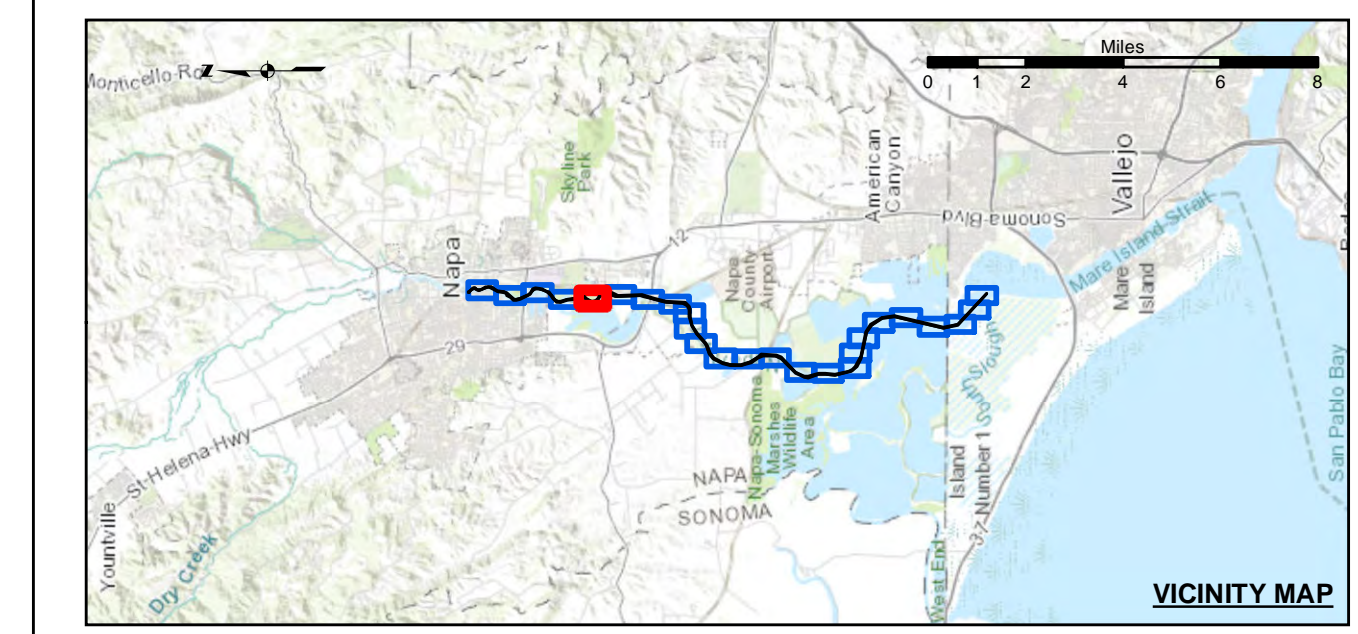 Miles
0 1 2 4 6 8
Monticello-Rd
Z
Skyline
Park
American
Canyon
Vallejo
Sonoma-Blvd
Napa
12
Mare Island Strait
Napa
County
Airport
Mare
Island
29
South Slough
San Pablo Bay
Napa-Sonoma
Marshes
Wildlife
Area
St-Helena-Hwy
NAPA
SONOMA
Island
Number 1
37
Yountville
Dry Creek
West End
VICINITY MAP